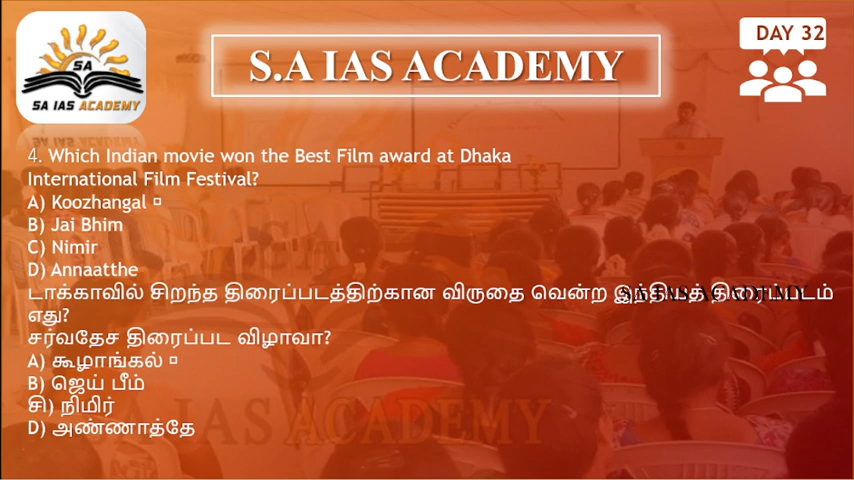 SA
SA IAS ACADEMY
S.A IAS ACADEMY
DAY 32
4. Which Indian movie won the Best Film award at Dhaka
International Film Festival?
A) Koozhangal □
B) Jai Bhim
C) Nimir
D) Annaatthe
டாக்காவில் சிறந்த திரைப்படத்திற்கான விருதை வென்ற இந்தியத் திரைப்படம்
எது?
சர்வதேச திரைப்பட விழாவா?
A) கூழாங்கல் □
B) ஜெய் பீம்
சி) நிமிர்
D) அண்ணாத்தே
SA IAS ACADEMY